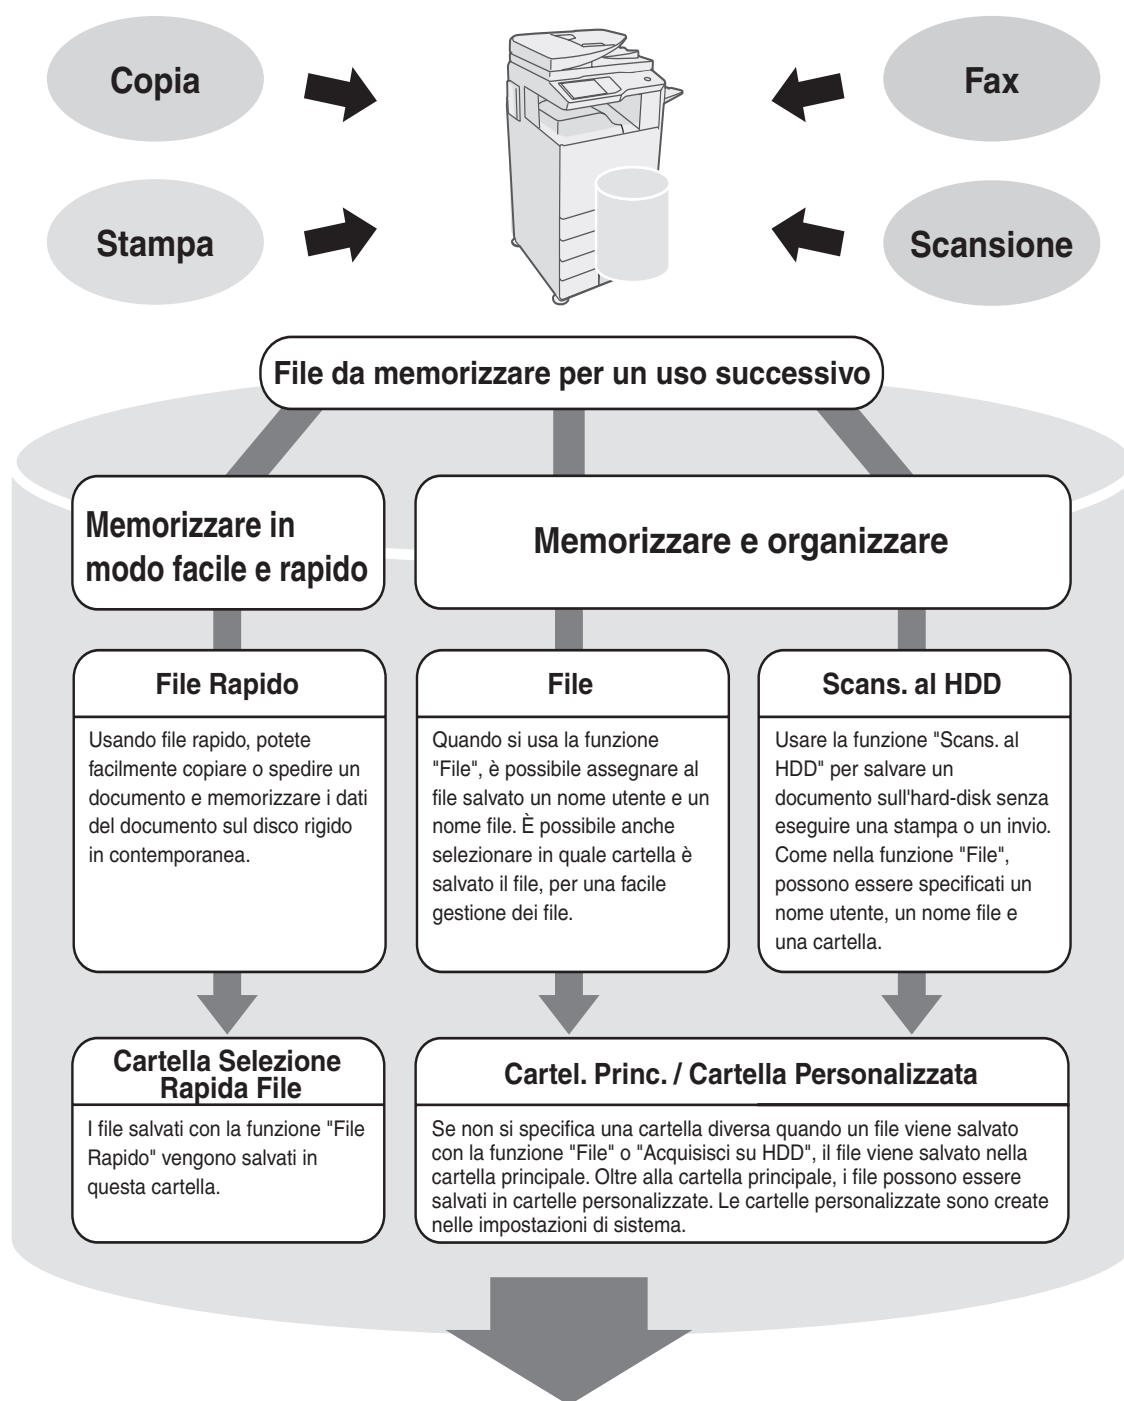 Copia
Fax
Stampa
Scansione
File da memorizzare per un uso successivo
Memorizzare in
modo facile e rapido
Memorizzare e organizzare
File Rapido
Usando file rapido, potete
facilmente copiare o spedire un
documento e memorizzare i dati
del documento sul disco rigido
in contemporanea.
File
Quando si usa la funzione
"File", è possibile assegnare al
file salvato un nome utente e un
nome file. È possibile anche
selezionare in quale cartella è
salvato il file, per una facile
gestione dei file.
Scans. al HDD
Usare la funzione "Scans. al
HDD" per salvare un
documento sull'hard-disk senza
eseguire una stampa o un invio.
Come nella funzione "File",
possono essere specificati un
nome utente, un nome file e
una cartella.
Cartella Selezione
Rapida File
I file salvati con la funzione "File
Rapido" vengono salvati in
questa cartella.
Cartel. Princ. / Cartella Personalizzata
Se non si specifica una cartella diversa quando un file viene salvato
con la funzione "File" o "Acquisisci su HDD", il file viene salvato nella
cartella principale. Oltre alla cartella principale, i file possono essere
salvati in cartelle personalizzate. Le cartelle personalizzate sono create
nelle impostazioni di sistema.